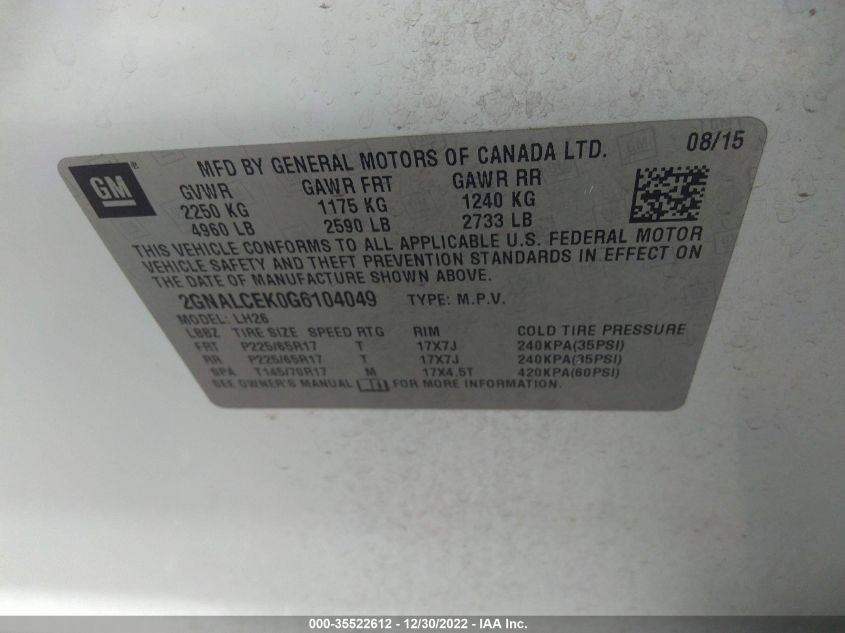 GM ® MFD BY GENERAL MOTORS OF CANADA LTD. 08/15
GVWR GAWR FRT GAWR RR
2250 KG 1175 KG 1240 KG
4960 LB 2590 LB 2733 LB
THIS VEHICLE CONFORMS TO ALL APPLICABLE U.S. FEDERAL MOTOR
VEHICLE SAFETY AND THEFT PREVENTION STANDARDS IN EFFECT ON
THE DATE OF MANUFACTURE SHOWN ABOVE.
2GNALCEK0G6104049 TYPE: M.P.V.
MODEL: LH26
LBBZ TIRE SIZE SPEED RTG RIM COLD TIRE PRESSURE
FRT P225/65R17 T 17X7J 240KPA(35PSI)
RR P225/65R17 T 17X7J 240KPA(35PSI)
SPA T145/70R17 M 17X4.5T 420KPA(60PSI)
SEE OWNER'S MANUAL FOR MORE INFORMATION.
000-35522612 - 12/30/2022 - IAA Inc.